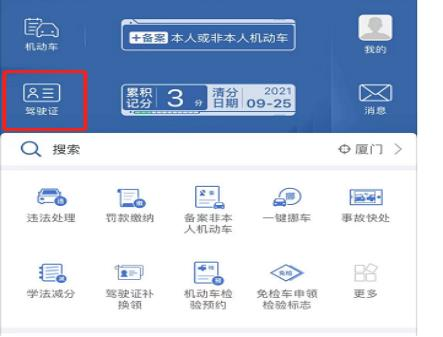 机动车
+备案 本人或非本人机动车
我的
驾驶证
累积记分 3 分 清分日期 2021 09-25
消息
搜索
厦门
违法处理
罚款缴纳
备案非本人机动车
一键挪车
事故快处
学法减分
驾驶证补换领
机动车检验预约
免检车申领检验标志
更多